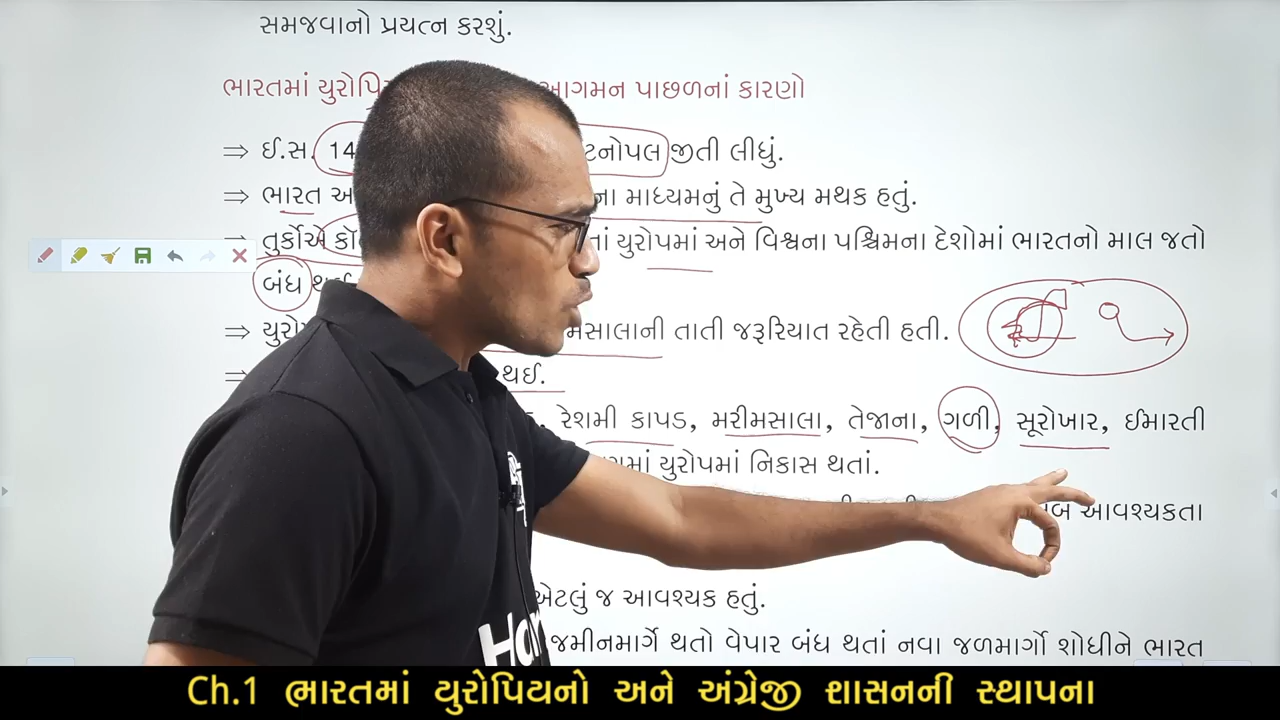 સમજવાનો પ્રયત્ન કરશું.
ભારતમાં યુરોપિ આગમન પાછળનાં કારણો
⇒ ઈ.સ. 14 ટનોપલ જીતી લીધું.
⇒ ભારત અ ના માધ્યમનું તે મુખ્ય મથક હતું.
⇒ તુર્કોએ કૉ તાં યુરોપમાં અને વિશ્વના પશ્ચિમના દેશોમાં ભારતનો માલ જતો
બંધ થઈ
⇒ યુરો મસાલાની તાતી જરૂરિયાત રહેતી હતી.
⇒ થઈ.
રેશમી કાપડ, મરીમસાલા, તેજાના, ગળી, સૂરોખાર, ઈમારતી
માં યુરોપમાં નિકાસ થતાં.
આવશ્યકતા
એટલું જ આવશ્યક હતું.
જમીનમાર્ગે થતો વેપાર બંધ થતાં નવા જળમાર્ગો શોધીને ભારત
Har
Ch.1 ભારતમાં યુરોપિયનો અને અંગ્રેજી શાસનની સ્થાપના